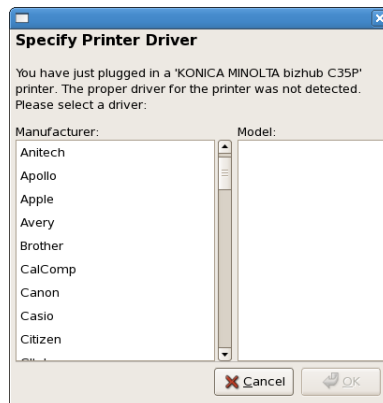 Specify Printer Driver
You have just plugged in a 'KONICA MINOLTA bizhub C35P'
printer. The proper driver for the printer was not detected.
Please select a driver:
Manufacturer:
Model:
Anitech
Apollo
Apple
Avery
Brother
CalComp
Canon
Casio
Citizen
Cancel
OK